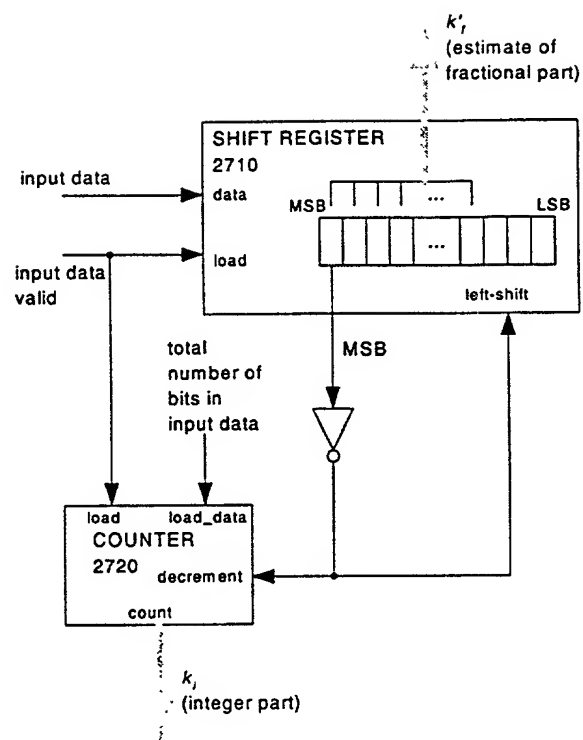 k'f
(estimate of
fractional part)
SHIFT REGISTER
2710
input data
data
MSB
...
LSB
...
load
input data
valid
left-shift
total
number of
bits in
input data
MSB
load
load_data
COUNTER
2720
decrement
count
ki
(integer part)